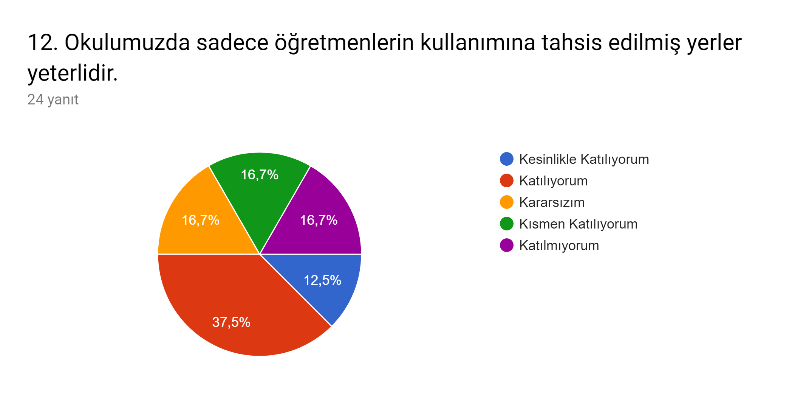 12. Okulumuzda sadece öğretmenlerin kullanımına tahsis edilmiş yerler
yeterlidir.
24 yanıt
Kesinlikle Katılıyorum
Katılıyorum
Kararsızım
Kısmen Katılıyorum
Katılmıyorum
16,7%
16,7%
16,7%
12,5%
37,5%